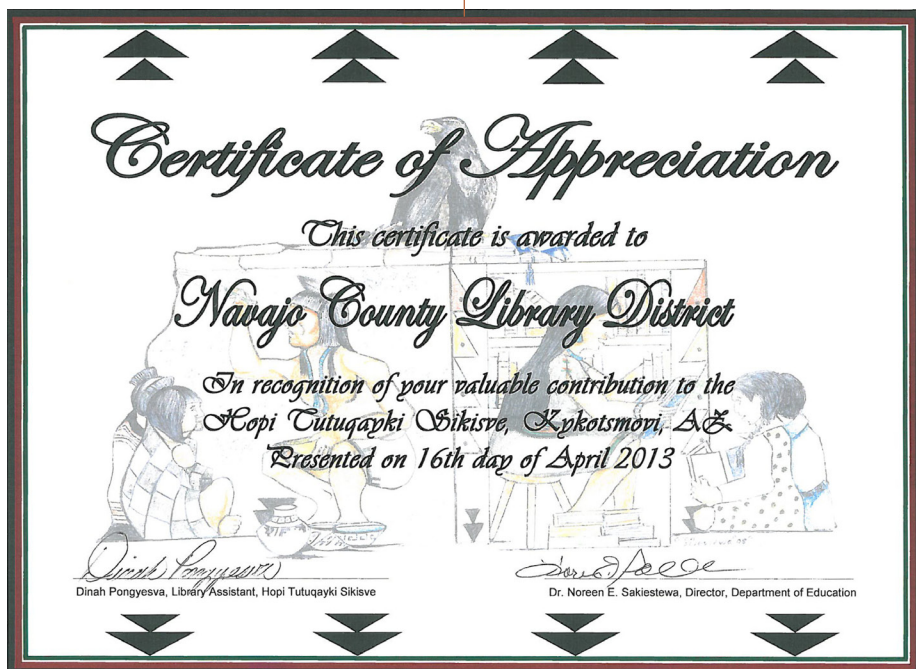 Certificate of Appreciation
This certificate is awarded to
Navajo County Library District
In recognition of your valuable contribution to the
Hopi Tutuqayki Sikisve, Kykotsmovi, AZ
Presented on 16th day of April 2013
Dinah Pongyesva
Dinah Pongyesva, Library Assistant, Hopi Tutuqayki Sikisve
Dr. Noreen E. Sakiestewa, Director, Department of Education